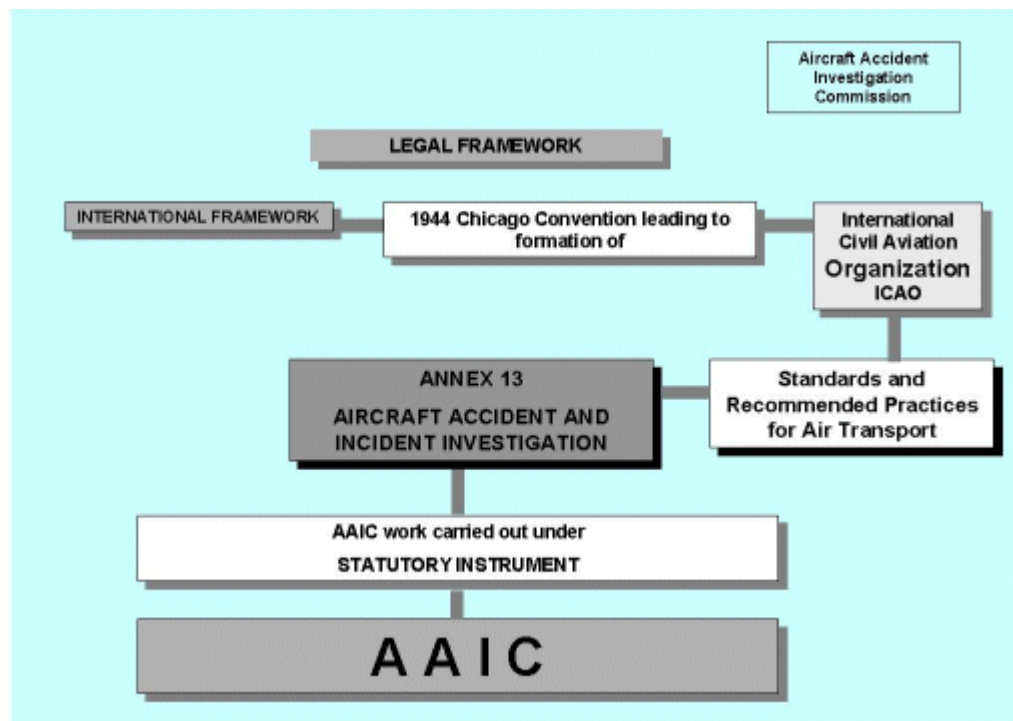 Aircraft Accident
Investigation
Commission
LEGAL FRAMEWORK
INTERNATIONAL FRAMEWORK
1944 Chicago Convention leading to
formation of
International
Civil Aviation
Organization
ICAO
Standards and
Recommended Practices
for Air Transport
ANNEX 13
AIRCRAFT ACCIDENT AND
INCIDENT INVESTIGATION
AAIC work carried out under
STATUTORY INSTRUMENT
A A I C